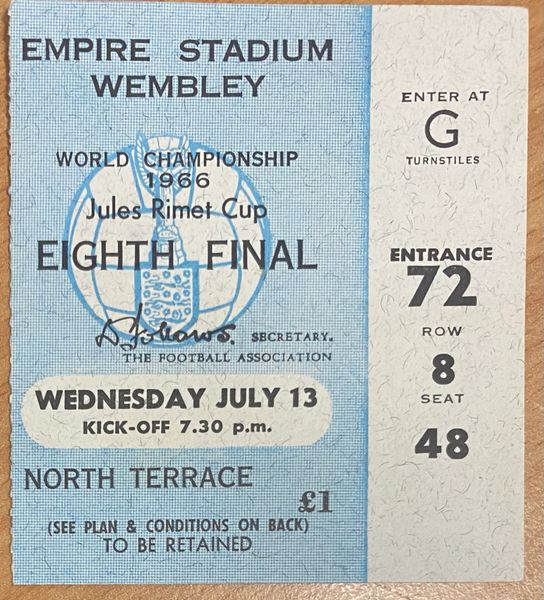 EMPIRE STADIUM
WEMBLEY
WORLD CHAMPIONSHIP
1966
Jules Rimet Cup
EIGHTH FINAL
D. Follows. SECRETARY.
THE FOOTBALL ASSOCIATION
WEDNESDAY JULY 13
KICK-OFF 7.30 p.m.
NORTH TERRACE
£1
(SEE PLAN & CONDITIONS ON BACK)
TO BE RETAINED
ENTER AT
G
TURNSTILES
ENTRANCE
72
ROW
8
SEAT
48